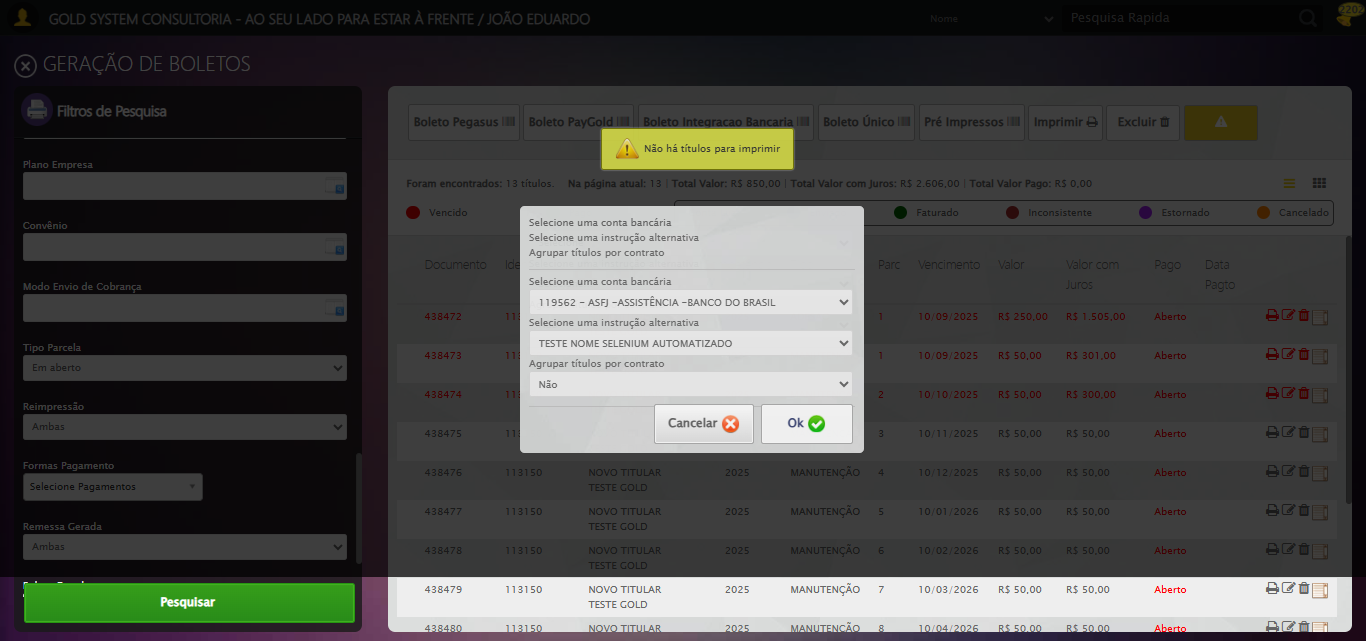 GOLD SYSTEM CONSULTORIA - AO SEU LADO PARA ESTAR À FRENTE / JOÃO EDUARDO
Nome
Pesquisa Rapida
2202
GERAÇÃO DE BOLETOS
Filtros de Pesquisa
Plano Empresa
Convênio
Modo Envio de Cobrança
Tipo Parcela
Em aberto
Reimpressão
Ambas
Formas Pagamento
Selecione Pagamentos
Remessa Gerada
Ambas
Pesquisar
Boleto Pegasus
Boleto PayGold
Boleto Integracao Bancaria
Boleto Único
Pré Impressos
Imprimir
Excluir
Não há títulos para imprimir
Foram encontrados: 13 títulos. Na página atual: 13 | Total Valor: R$ 850,00 | Total Valor com Juros: R$ 2.606,00 | Total Valor Pago: R$ 0,00
Vencido
Faturado
Inconsistente
Estornado
Cancelado
Selecione uma conta bancária
Selecione uma instrução alternativa
Agrupar títulos por contrato
Selecione uma conta bancária
119562 - ASFJ -ASSISTÊNCIA -BANCO DO BRASIL
Selecione uma instrução alternativa
TESTE NOME SELENIUM AUTOMATIZADO
Agrupar títulos por contrato
Não
Cancelar
Ok
Documento Parc Vencimento Valor Valor com Juros Pago Data Pagto
438472 1 10/09/2025 R$ 250,00 R$ 1.505,00 Aberto
438473 1 10/09/2025 R$ 50,00 R$ 301,00 Aberto
438474 2 10/10/2025 R$ 50,00 R$ 300,00 Aberto
438475 3 10/11/2025 R$ 50,00 R$ 50,00 Aberto
438476 113150 NOVO TITULAR TESTE GOLD 2025 MANUTENÇÃO 4 10/12/2025 R$ 50,00 R$ 50,00 Aberto
438477 113150 NOVO TITULAR TESTE GOLD 2025 MANUTENÇÃO 5 10/01/2026 R$ 50,00 R$ 50,00 Aberto
438478 113150 NOVO TITULAR TESTE GOLD 2025 MANUTENÇÃO 6 10/02/2026 R$ 50,00 R$ 50,00 Aberto
438479 113150 NOVO TITULAR TESTE GOLD 2025 MANUTENÇÃO 7 10/03/2026 R$ 50,00 R$ 50,00 Aberto
438480 113150 NOVO TITULAR 2025 MANUTENÇÃO 8 10/04/2026 R$ 50,00 R$ 50,00 Aberto